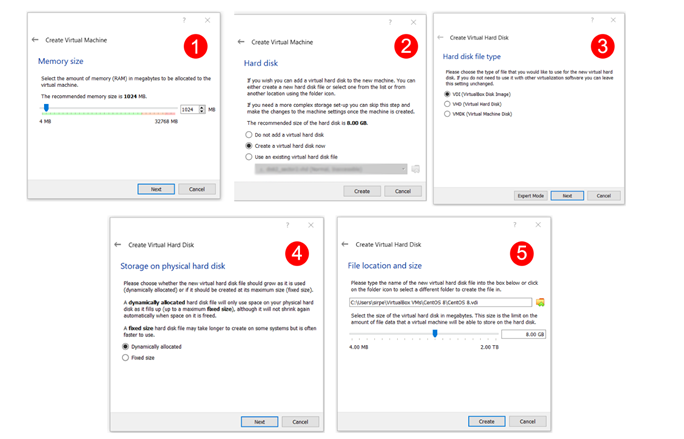 ?
Create Virtual Machine
1
Memory size
Select the amount of memory (RAM) in megabytes to be allocated to the
virtual machine.
The recommended memory size is 1024 MB.
1024 MB
4 MB 32768 MB
Next Cancel
?
Create Virtual Machine
2
Hard disk
If you wish you can add a virtual hard disk to the new machine. You can
either create a new hard disk file or select one from the list or from
another location using the folder icon.
If you need a more complex storage set-up you can skip this step and
make the changes to the machine settings once the machine is created.
The recommended size of the hard disk is 8.00 GB.
Do not add a virtual hard disk
Create a virtual hard disk now
Use an existing virtual hard disk file
Create Cancel
?
Create Virtual Hard Disk
3
Hard disk file type
Please choose the type of file that you would like to use for the new virtual hard
disk. If you do not need to use it with other virtualization software you can leave
this setting unchanged.
VDI (VirtualBox Disk Image)
VHD (Virtual Hard Disk)
VMDK (Virtual Machine Disk)
Expert Mode Next Cancel
?
Create Virtual Hard Disk
4
Storage on physical hard disk
Please choose whether the new virtual hard disk file should grow as it is used
(dynamically allocated) or if it should be created at its maximum size (fixed size).
A dynamically allocated hard disk file will only use space on your physical hard
disk as it fills up (up to a maximum fixed size), although it will not shrink again
automatically when space on it is freed.
A fixed size hard disk file may take longer to create on some systems but is often
faster to use.
Dynamically allocated
Fixed size
Next Cancel
?
Create Virtual Hard Disk
5
File location and size
Please type the name of the new virtual hard disk file into the box below or click
on the folder icon to select a different folder to create the file in.
C:\Users\sirpe\VirtualBox VMs\CentOS 8\CentOS 8.vdi
Select the size of the virtual hard disk in megabytes. This size is the limit on the
amount of file data that a virtual machine will be able to store on the hard disk.
8.00 GB
4.00 MB 2.00 TB
Create Cancel